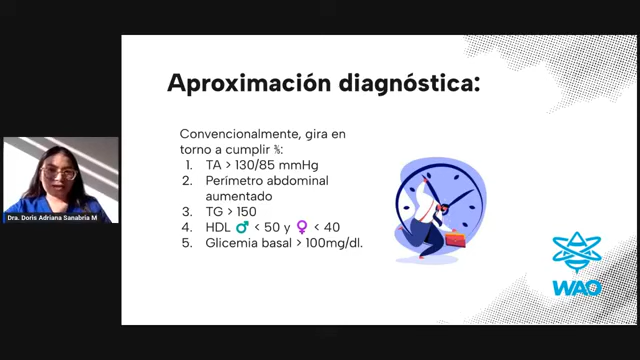 Aproximación diagnóstica:
Convencionalmente, gira en
torno a cumplir ⅗:
1. TA > 130/85 mmHg
2. Perímetro abdominal
aumentado
3. TG > 150
4. HDL ♂ < 50 y ♀ < 40
5. Glicemia basal > 100mg/dl.
Dra. Doris Adriana Sanabria M
WAO